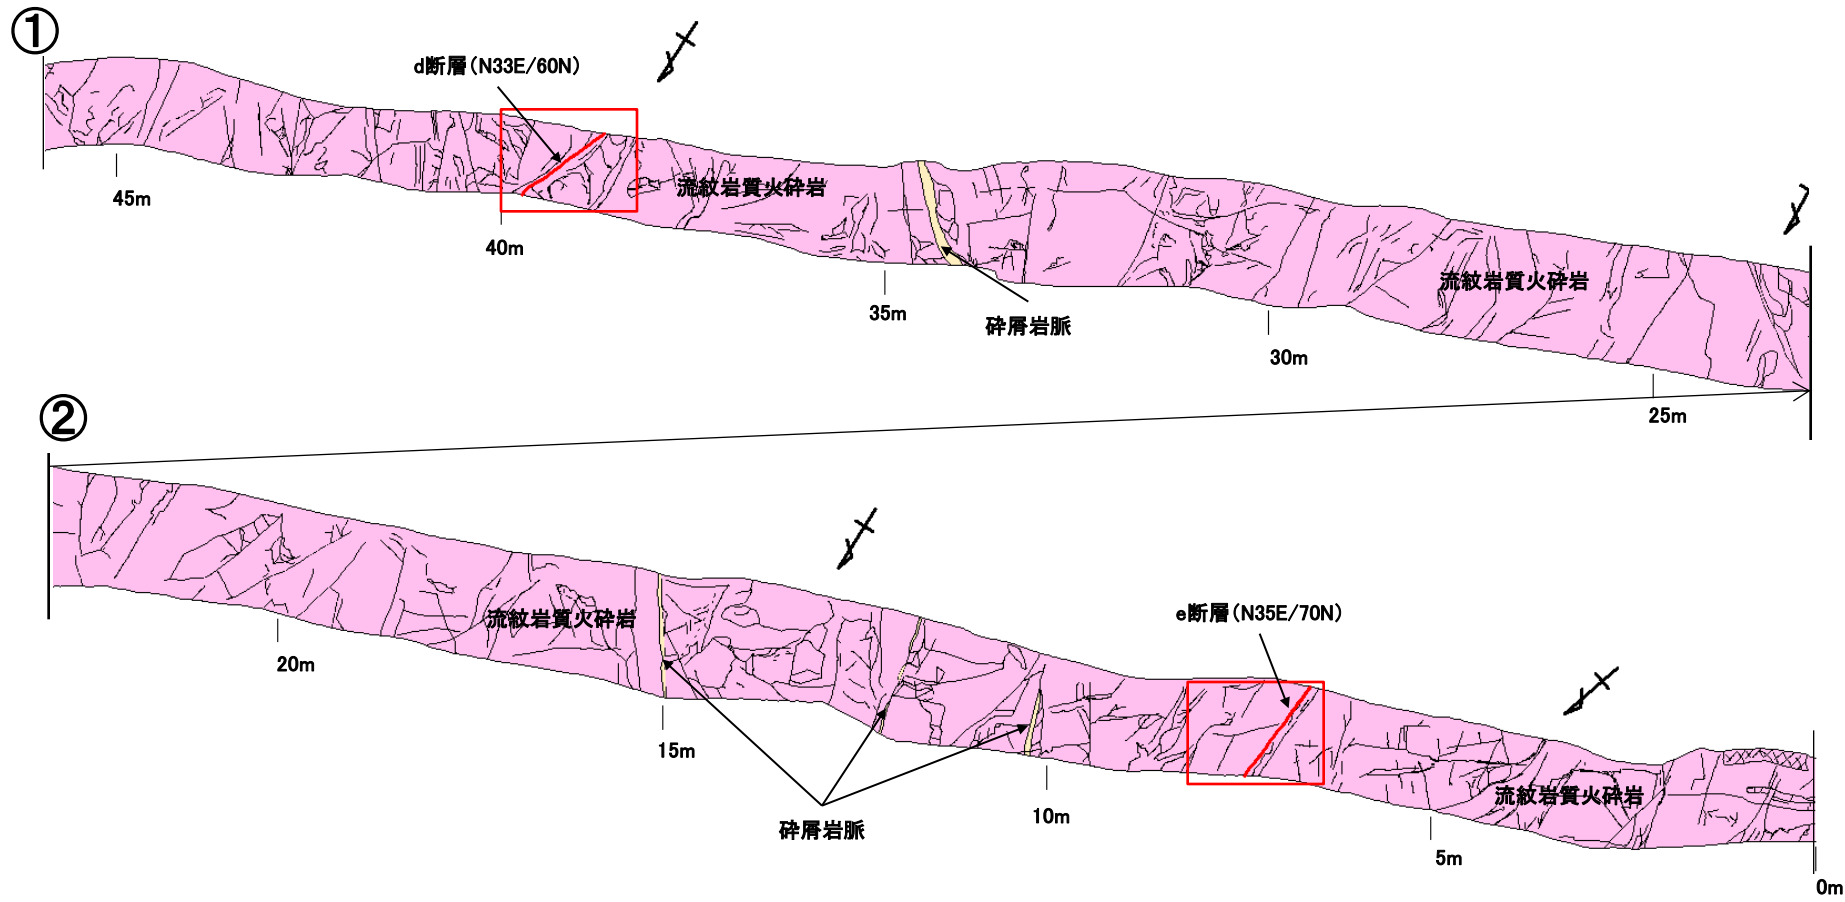 ①
d断層(N33E/60N)
流紋岩質火砕岩
45m
40m
35m
砕屑岩脈
流紋岩質火砕岩
30m
25m
②
流紋岩質火砕岩
e断層(N35E/70N)
20m
15m
砕屑岩脈
10m
流紋岩質火砕岩
5m
0m